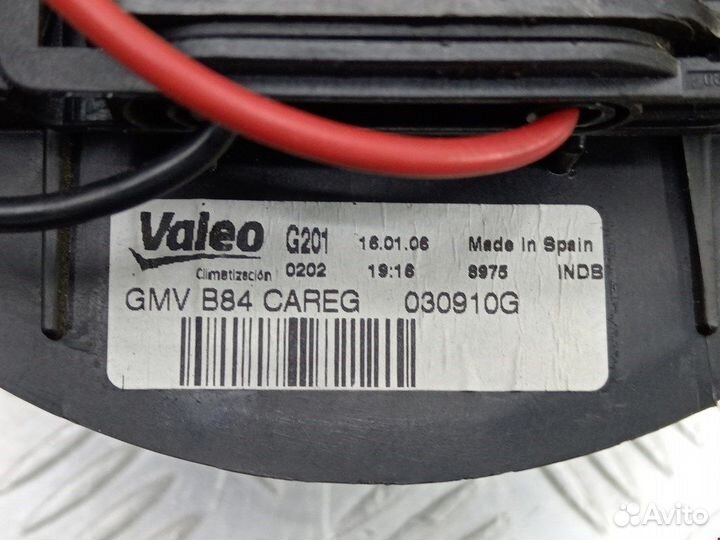 Valeo G201 16.01.06 Made In Spain
Climatización 0202 19:16 8975 INDB
GMV B84 CAREG 030910G
Avito